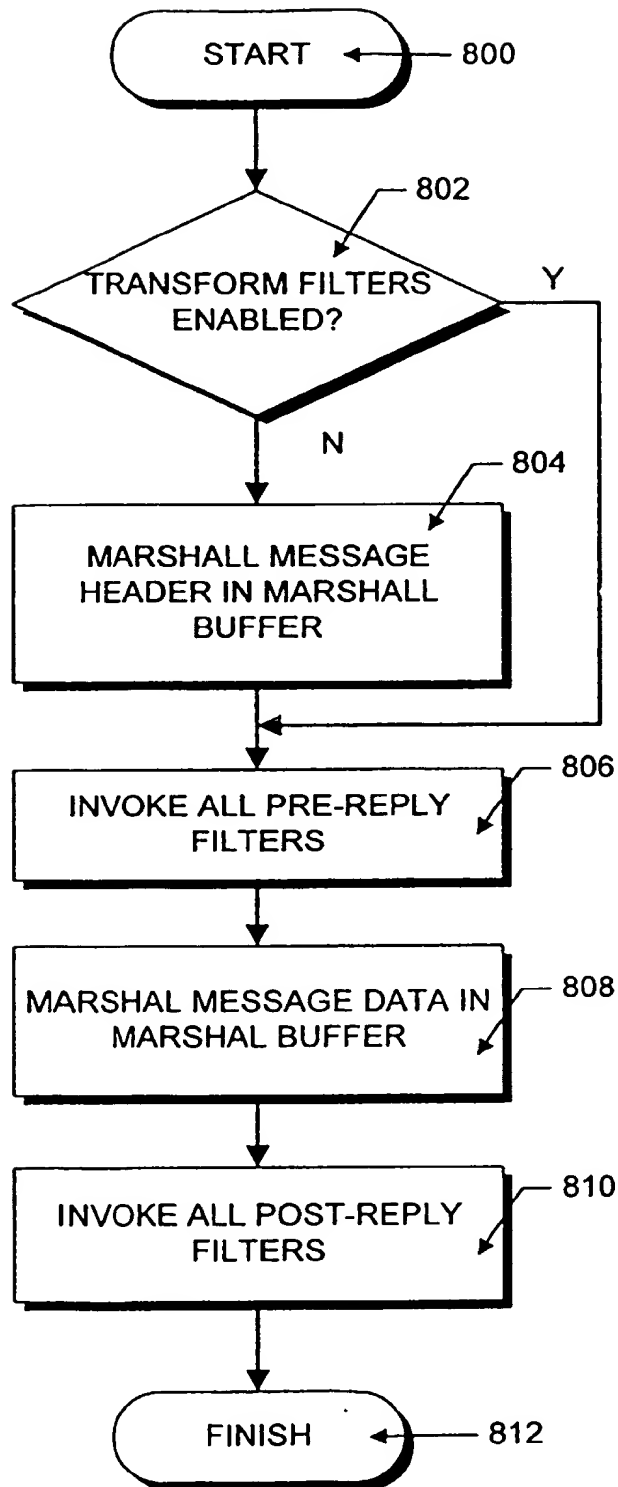 START
800
802
TRANSFORM FILTERS
ENABLED?
Y
N
804
MARSHALL MESSAGE
HEADER IN MARSHALL
BUFFER
806
INVOKE ALL PRE-REPLY
FILTERS
808
MARSHAL MESSAGE DATA IN
MARSHAL BUFFER
810
INVOKE ALL POST-REPLY
FILTERS
FINISH
812